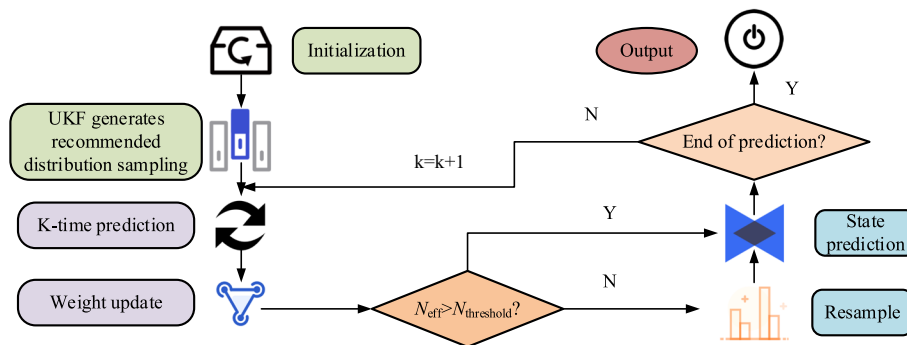 Initialization
UKF generates
recommended
distribution sampling
K-time prediction
Weight update
Neff>Nthreshold?
Y
N
Resample
State
prediction
End of prediction?
N
k=k+1
Y
Output